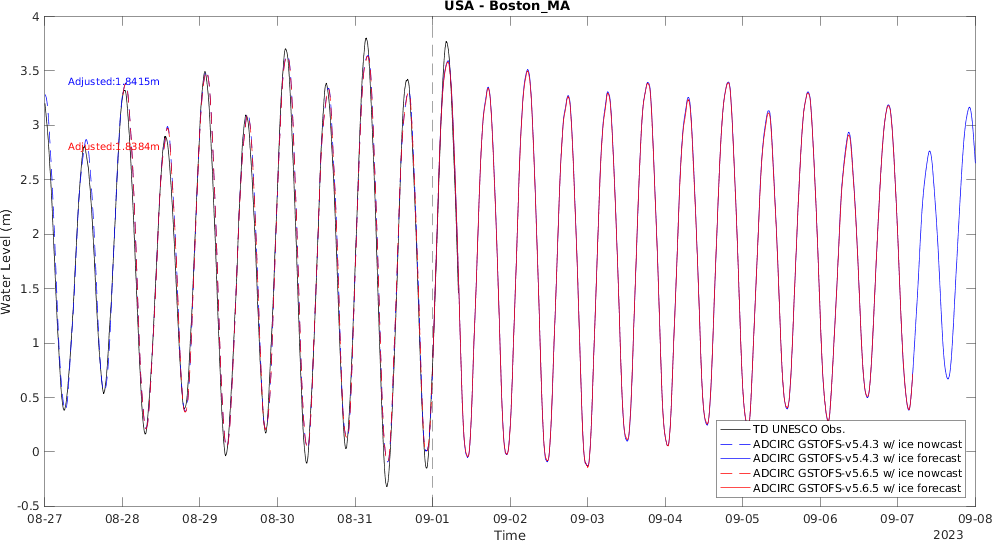 USA - Boston_MA
4
3.5
3
2.5
2
1.5
1
0.5
0
-0.5
Water Level (m)
Adjusted:1.8415m
Adjusted:1.8384m
TD UNESCO Obs.
ADCIRC GSTOFS-v5.4.3 w/ ice nowcast
ADCIRC GSTOFS-v5.4.3 w/ ice forecast
ADCIRC GSTOFS-v5.6.5 w/ ice nowcast
ADCIRC GSTOFS-v5.6.5 w/ ice forecast
08-27 08-28 08-29 08-30 08-31 09-01 09-02 09-03 09-04 09-05 09-06 09-07 09-08
Time
2023